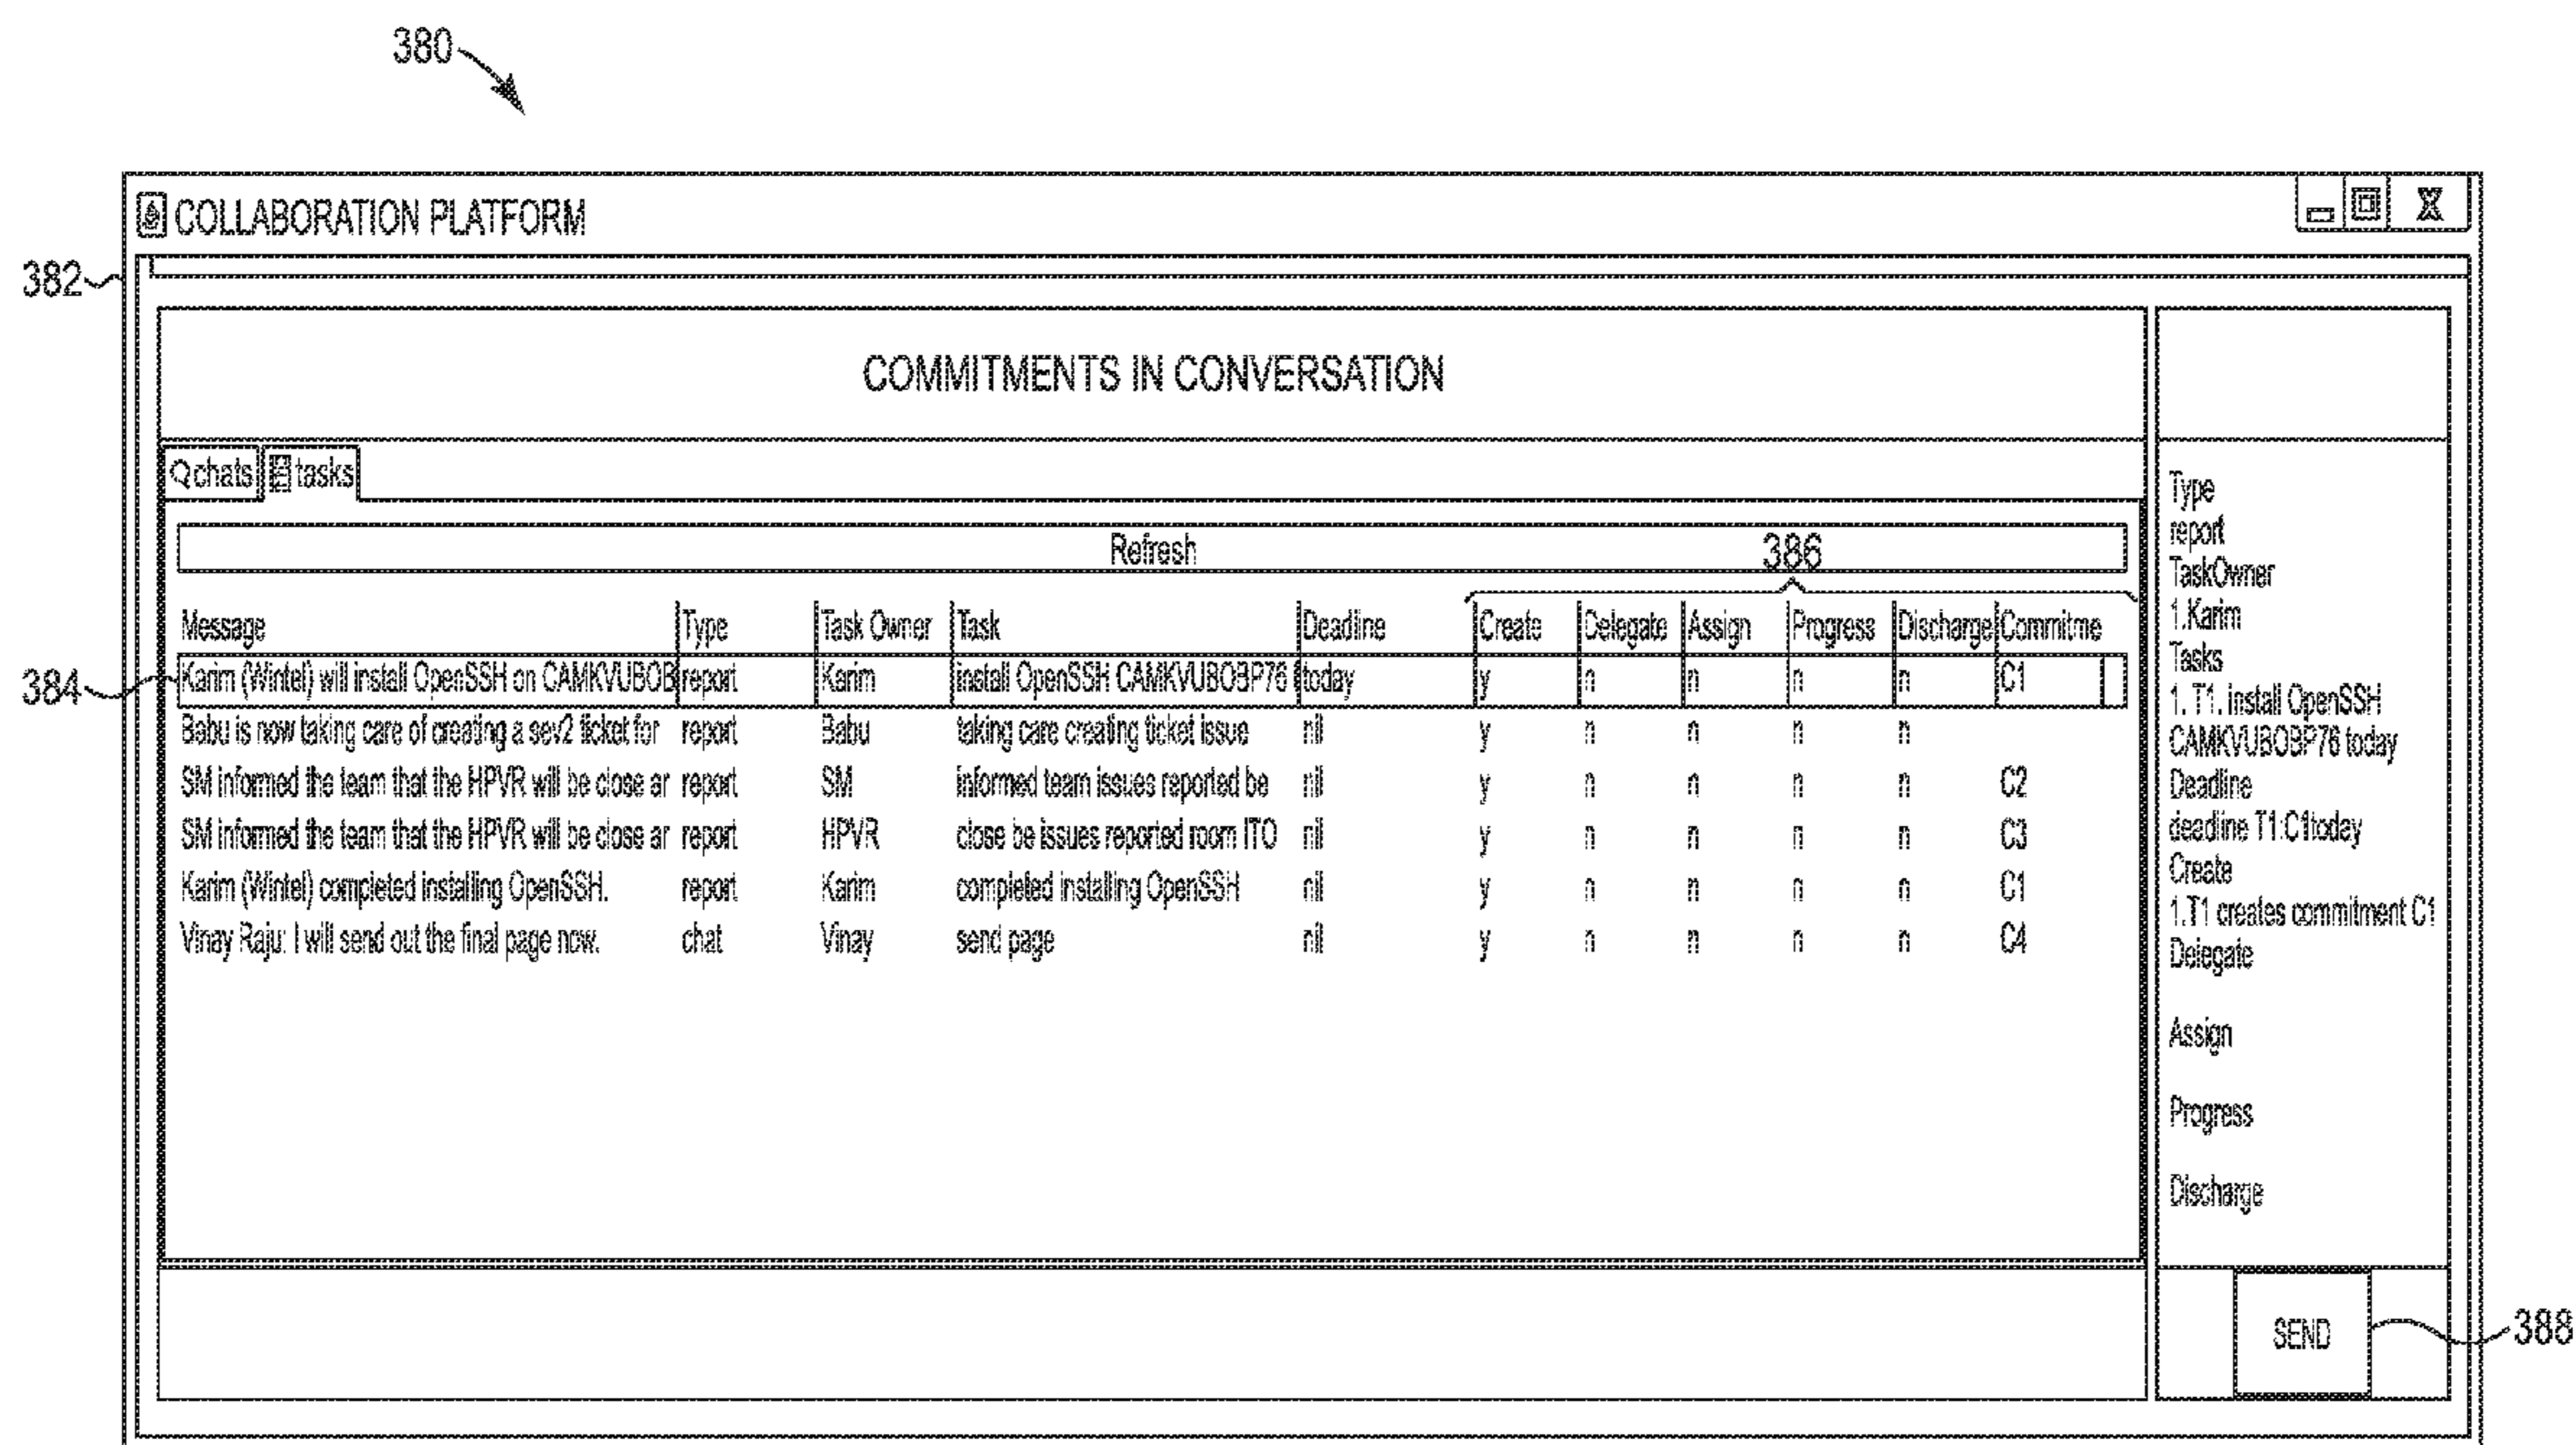 380
COLLABORATION PLATFORM
382
COMMITMENTS IN CONVERSATION
chats tasks
Refresh
386
Message Type Task Owner Task Deadline Create Delegate Assign Progress Discharge Commitme
384
Karim (Wintel) will install OpenSSH on CAMKVUBOB report Karim install OpenSSH CAMKVUBOBP76 today y n n n n C1
Babu is now taking care of creating a sev2 ticket for report Babu taking care creating ticket issue nil y n n n n
SM informed the team that the HPVR will be close ar report SM informed team issues reported be nil y n n n n C2
SM informed the team that the HPVR will be close ar report HPVR close be issues reported room ITO nil y n n n n C3
Karim (Wintel) completed installing OpenSSH. report Karim completed installing OpenSSH nil y n n n n C1
Vinay Raju: I will send out the final page now. chat Vinay send page nil y n n n n C4
Type
report
TaskOwner
1.Karim
Tasks
1. T1. install OpenSSH
CAMKVUBOBP76 today
Deadline
deadline T1:C1today
Create
1.T1 creates commitment C1
Delegate
Assign
Progress
Discharge
SEND
388